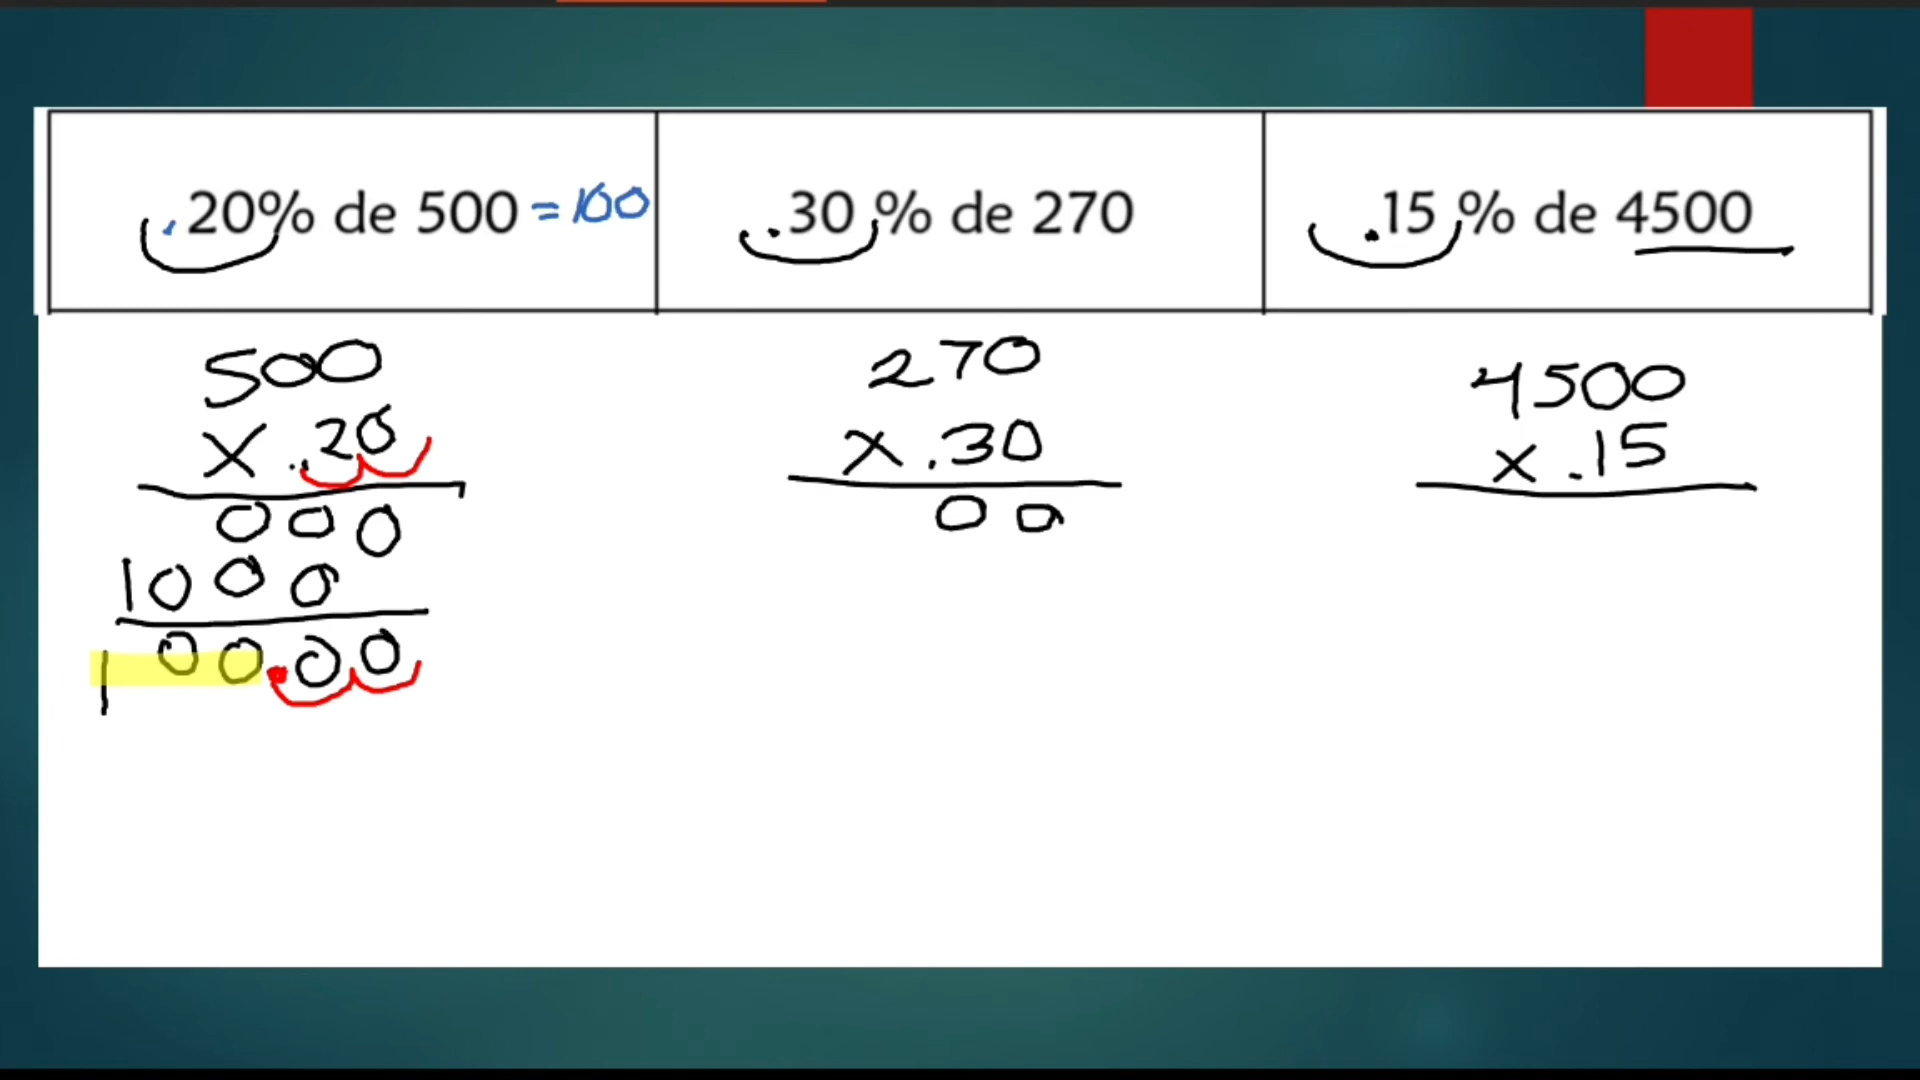 .20% de 500 = 100
.30 % de 270
.15 % de 4500
500
X .20
000
1000
100.00
270
X .30
00
4500
X .15